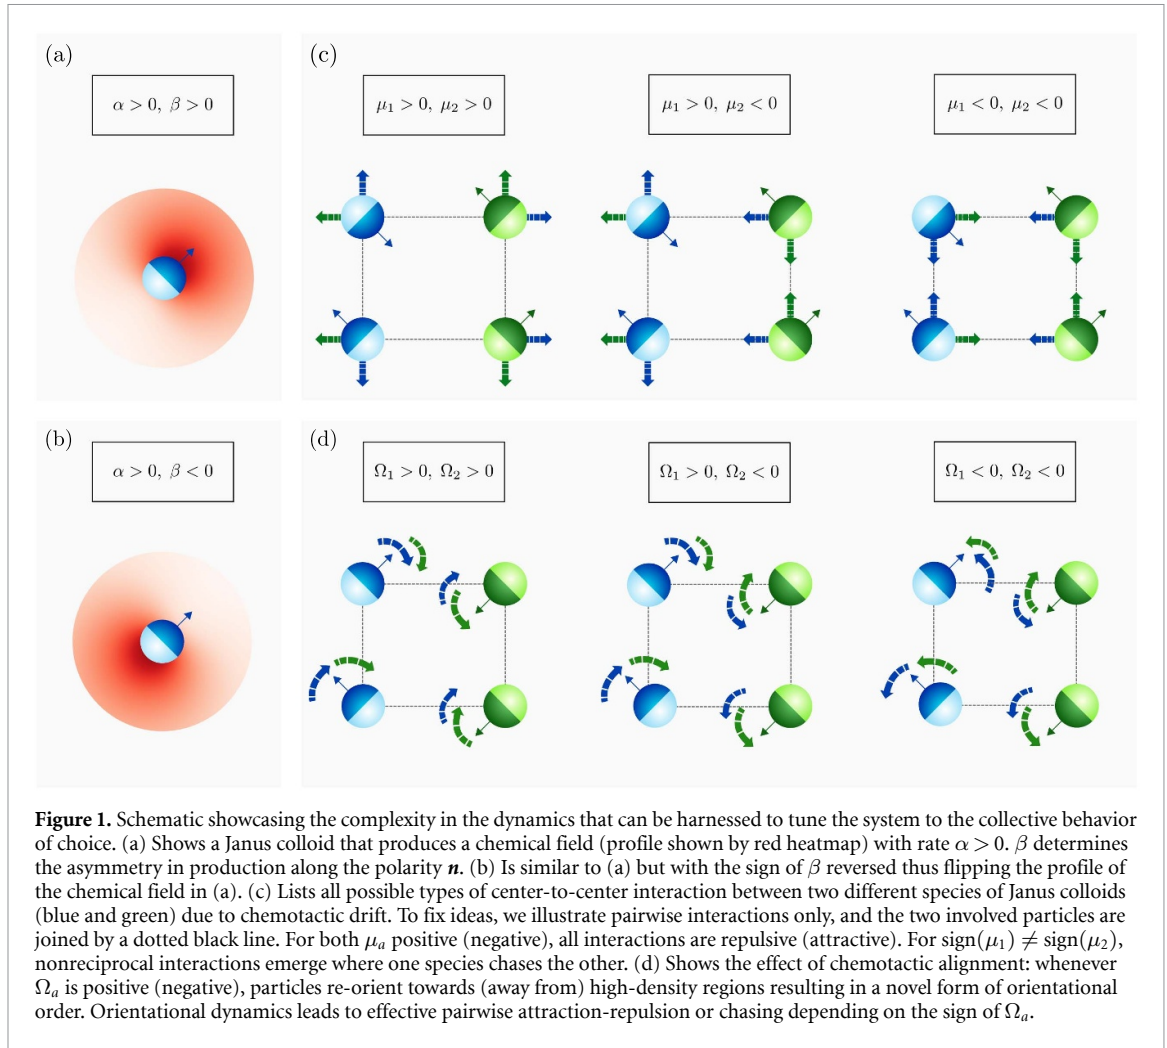 (a)
α > 0, β > 0
(c)
μ₁ > 0, μ₂ > 0
μ₁ > 0, μ₂ < 0
μ₁ < 0, μ₂ < 0
(b)
α > 0, β < 0
(d)
Ω₁ > 0, Ω₂ > 0
Ω₁ > 0, Ω₂ < 0
Ω₁ < 0, Ω₂ < 0
Figure 1. Schematic showcasing the complexity in the dynamics that can be harnessed to tune the system to the collective behavior
of choice. (a) Shows a Janus colloid that produces a chemical field (profile shown by red heatmap) with rate α > 0. β determines
the asymmetry in production along the polarity n. (b) Is similar to (a) but with the sign of β reversed thus flipping the profile of
the chemical field in (a). (c) Lists all possible types of center-to-center interaction between two different species of Janus colloids
(blue and green) due to chemotactic drift. To fix ideas, we illustrate pairwise interactions only, and the two involved particles are
joined by a dotted black line. For both μₐ positive (negative), all interactions are repulsive (attractive). For sign(μ₁) ≠ sign(μ₂),
nonreciprocal interactions emerge where one species chases the other. (d) Shows the effect of chemotactic alignment: whenever
Ωₐ is positive (negative), particles re-orient towards (away from) high-density regions resulting in a novel form of orientational
order. Orientational dynamics leads to effective pairwise attraction-repulsion or chasing depending on the sign of Ωₐ.